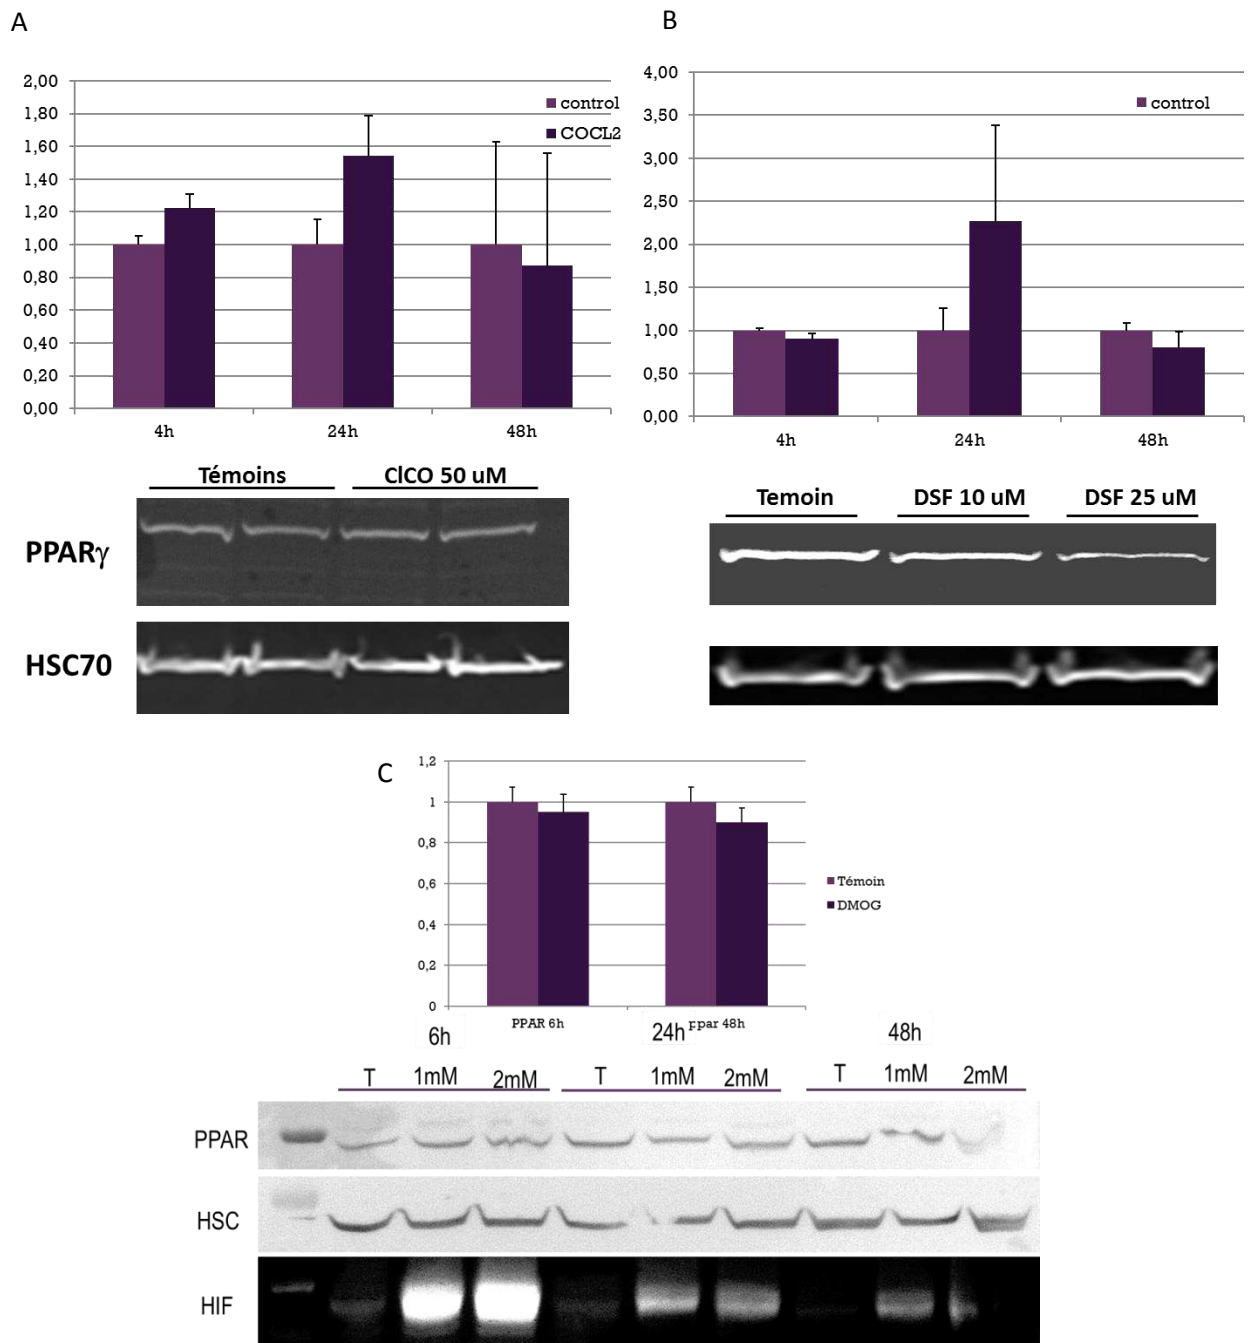 A
B
2,00
1,80
1,60
1,40
1,20
1,00
0,80
0,60
0,40
0,20
0,00
control
COCL2
4h 24h 48h
4,00
3,50
3,00
2,50
2,00
1,50
1,00
0,50
0,00
control
4h 24h 48h
Témoins ClCO 50 uM
PPARγ
HSC70
Temoin DSF 10 uM DSF 25 uM
C
1,2
1
0,8
0,6
0,4
0,2
0
Témoin
DMOG
PPAR 6h ppar 48h
6h 24h 48h
T 1mM 2mM T 1mM 2mM T 1mM 2mM
PPAR
HSC
HIF